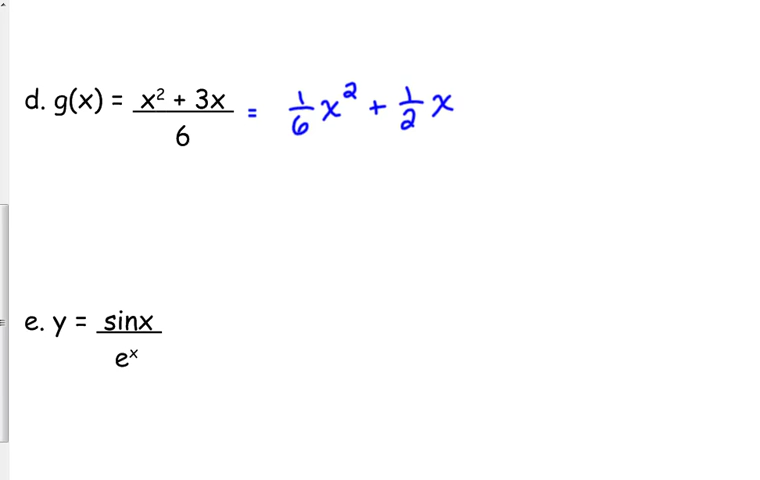 d. g(x) = x² + 3x = 1/6 x² + 1/2 x
6
e. y = sinx
eˣ